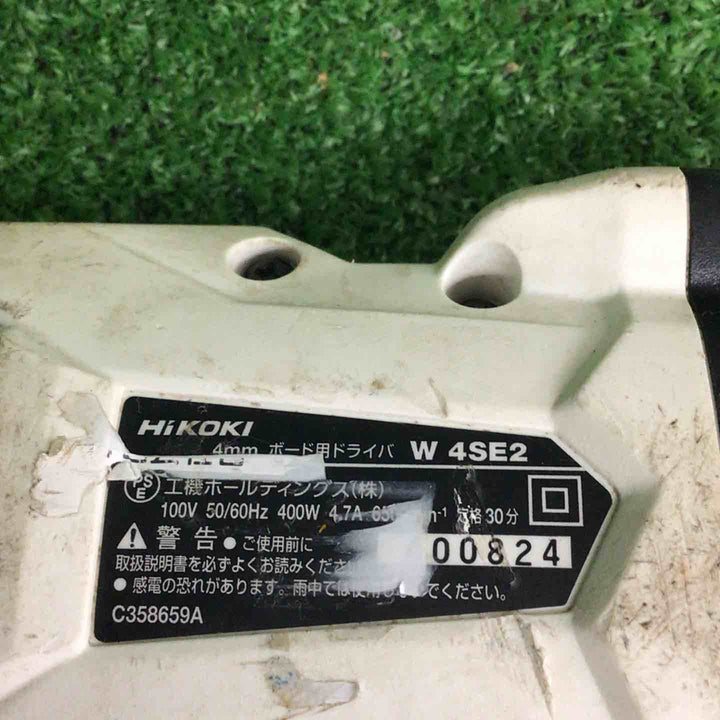 HiKOKI
4mm ボード用ドライバ W 4SE2
PS E 工機ホールディングス(株)
100V 50/60Hz 400W 4.7A 定格30分
警告 ● ご使用前に 00824
取扱説明書を必ずよくお読みくださ
● 感電の恐れがあります。雨中では使用し でください。
C358659A